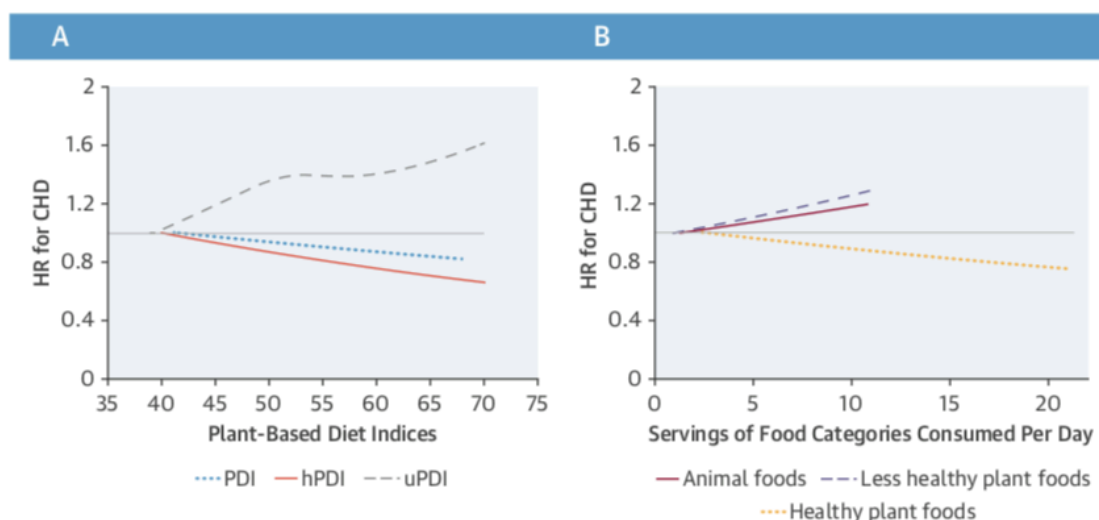 A
B
HR for CHD
2
1.6
1.2
0.8
0.4
0
35 40 45 50 55 60 65 70 75
Plant-Based Diet Indices
PDI hPDI uPDI
HR for CHD
2
1.6
1.2
0.8
0.4
0
0 5 10 15 20
Servings of Food Categories Consumed Per Day
Animal foods Less healthy plant foods
Healthy plant foods